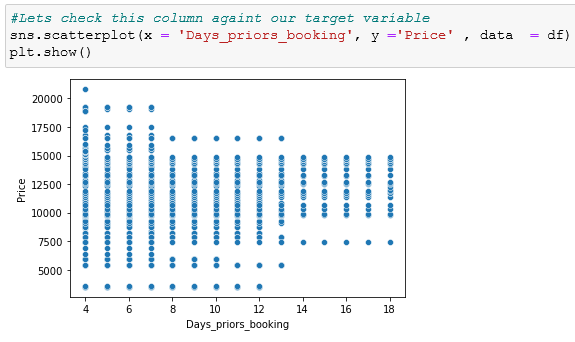 #Lets check this column againt our target variable
sns.scatterplot(x = 'Days_priors_booking', y ='Price' , data  = df)
plt.show()
20000
17500
15000
12500
10000
7500
5000
Price
4 6 8 10 12 14 16 18
Days_priors_booking